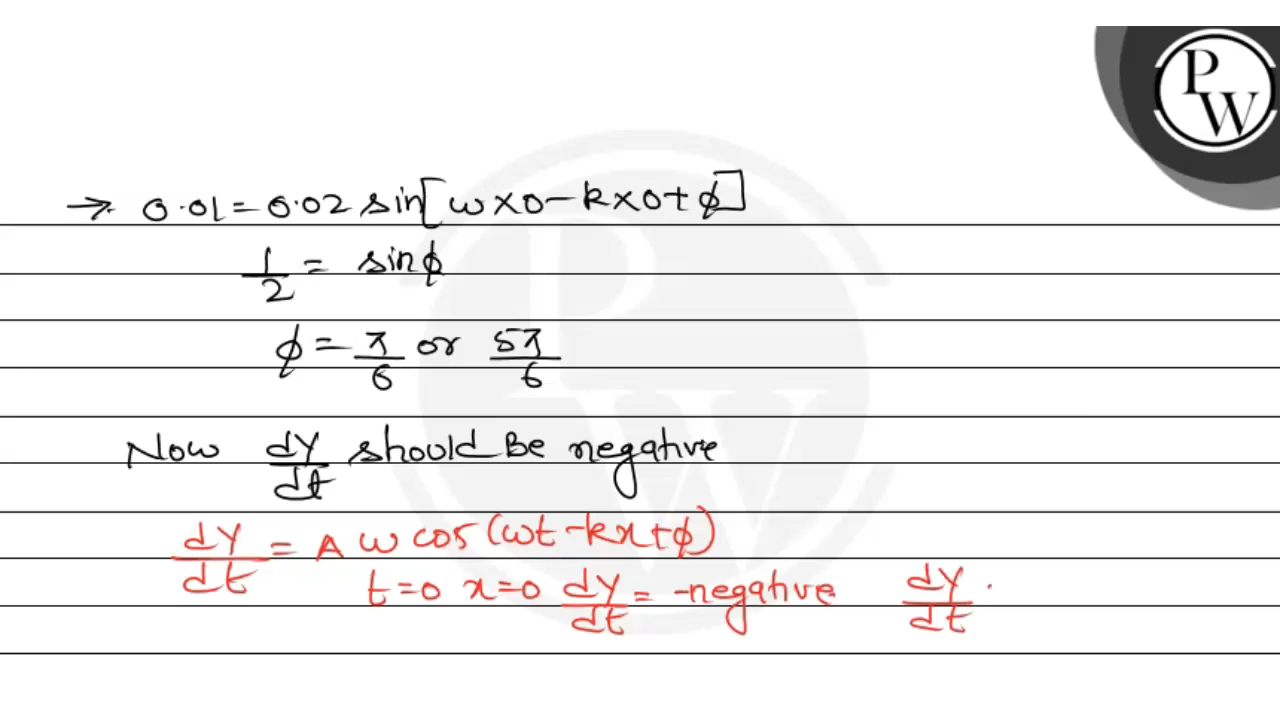 P
W
→ 0.01 = 0.02 sin[ω×0 - k×0 + ϕ]
1/2 = sinϕ
ϕ = π/6 or 5π/6
Now dy/dt should Be negative
dy/dt = A ω cos(ωt - kx + ϕ)
t=0 x=0 dy/dt = -negative dy/dt